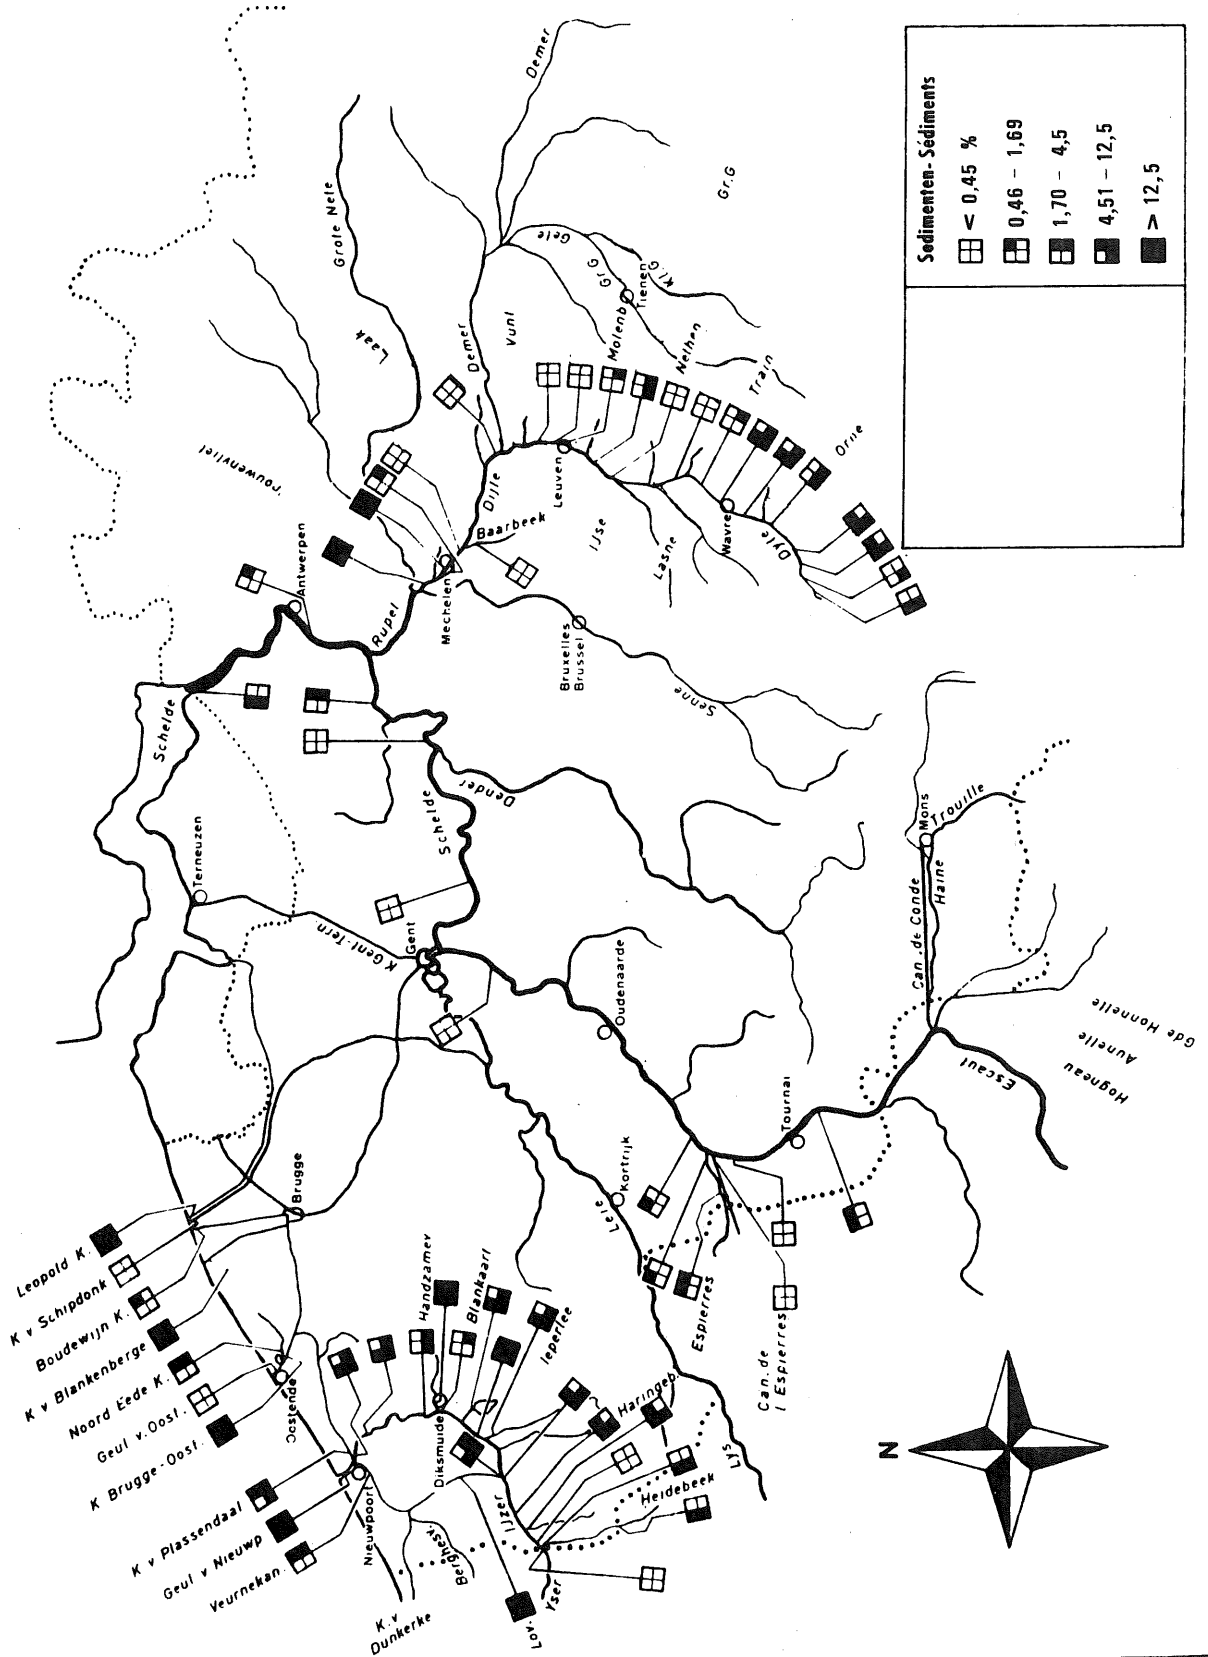 Sedimenten-Sédiments
< 0,45 %
0,46 - 1,69
1,70 - 4,5
4,51 - 12,5
> 12,5
Leopold K.
K v Schipdonk
Boudewijn K.
K v Blankenberge
Noord Eede K.
Geul v. Oost.
K Brugge-Oost.
K v Plassendaal
Geul v Nieuwp
Veurnekan.
K. v
Dunkerke
Schelde
Terneuzen
K Gent-Tern
Antwerpen
Rupel
Mechelen
Baarbeek
Dijle
Demer
Demer
Grote Nete
Laak
Vunt
Gete
Gr.G
Gr.G
Kl.G
Tienen
Molenb
Nethen
Train
Orne
Leuven
IJse
Lasne
Wavre
Dyle
Bruxelles
Brussel
Senne
Dender
Schelde
Gent
Brugge
Oudenaarde
Kortrijk
Leie
Tournai
Escaut
Can. de Conde
Haine
Mons
Trouille
Hogneau
Aunelle
Gde Honnelle
Espierres
Can. de
l Espierres
Handzamev
Blankaart
Ieperlee
Haringeb.
Heidebeek
Diksmuide
Nieuwpoort
IJzer
Yser
Lov.
Lys
N